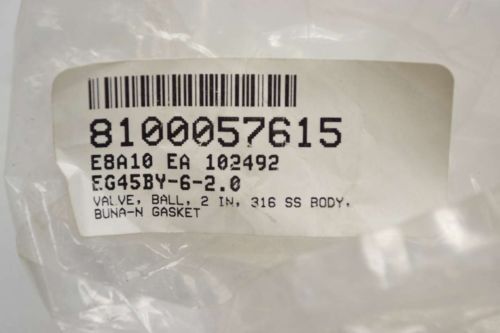 8100057615
E8A10 EA 102492
EG45BY-6-2.0
VALVE, BALL, 2 IN, 316 SS BODY,
BUNA-N GASKET